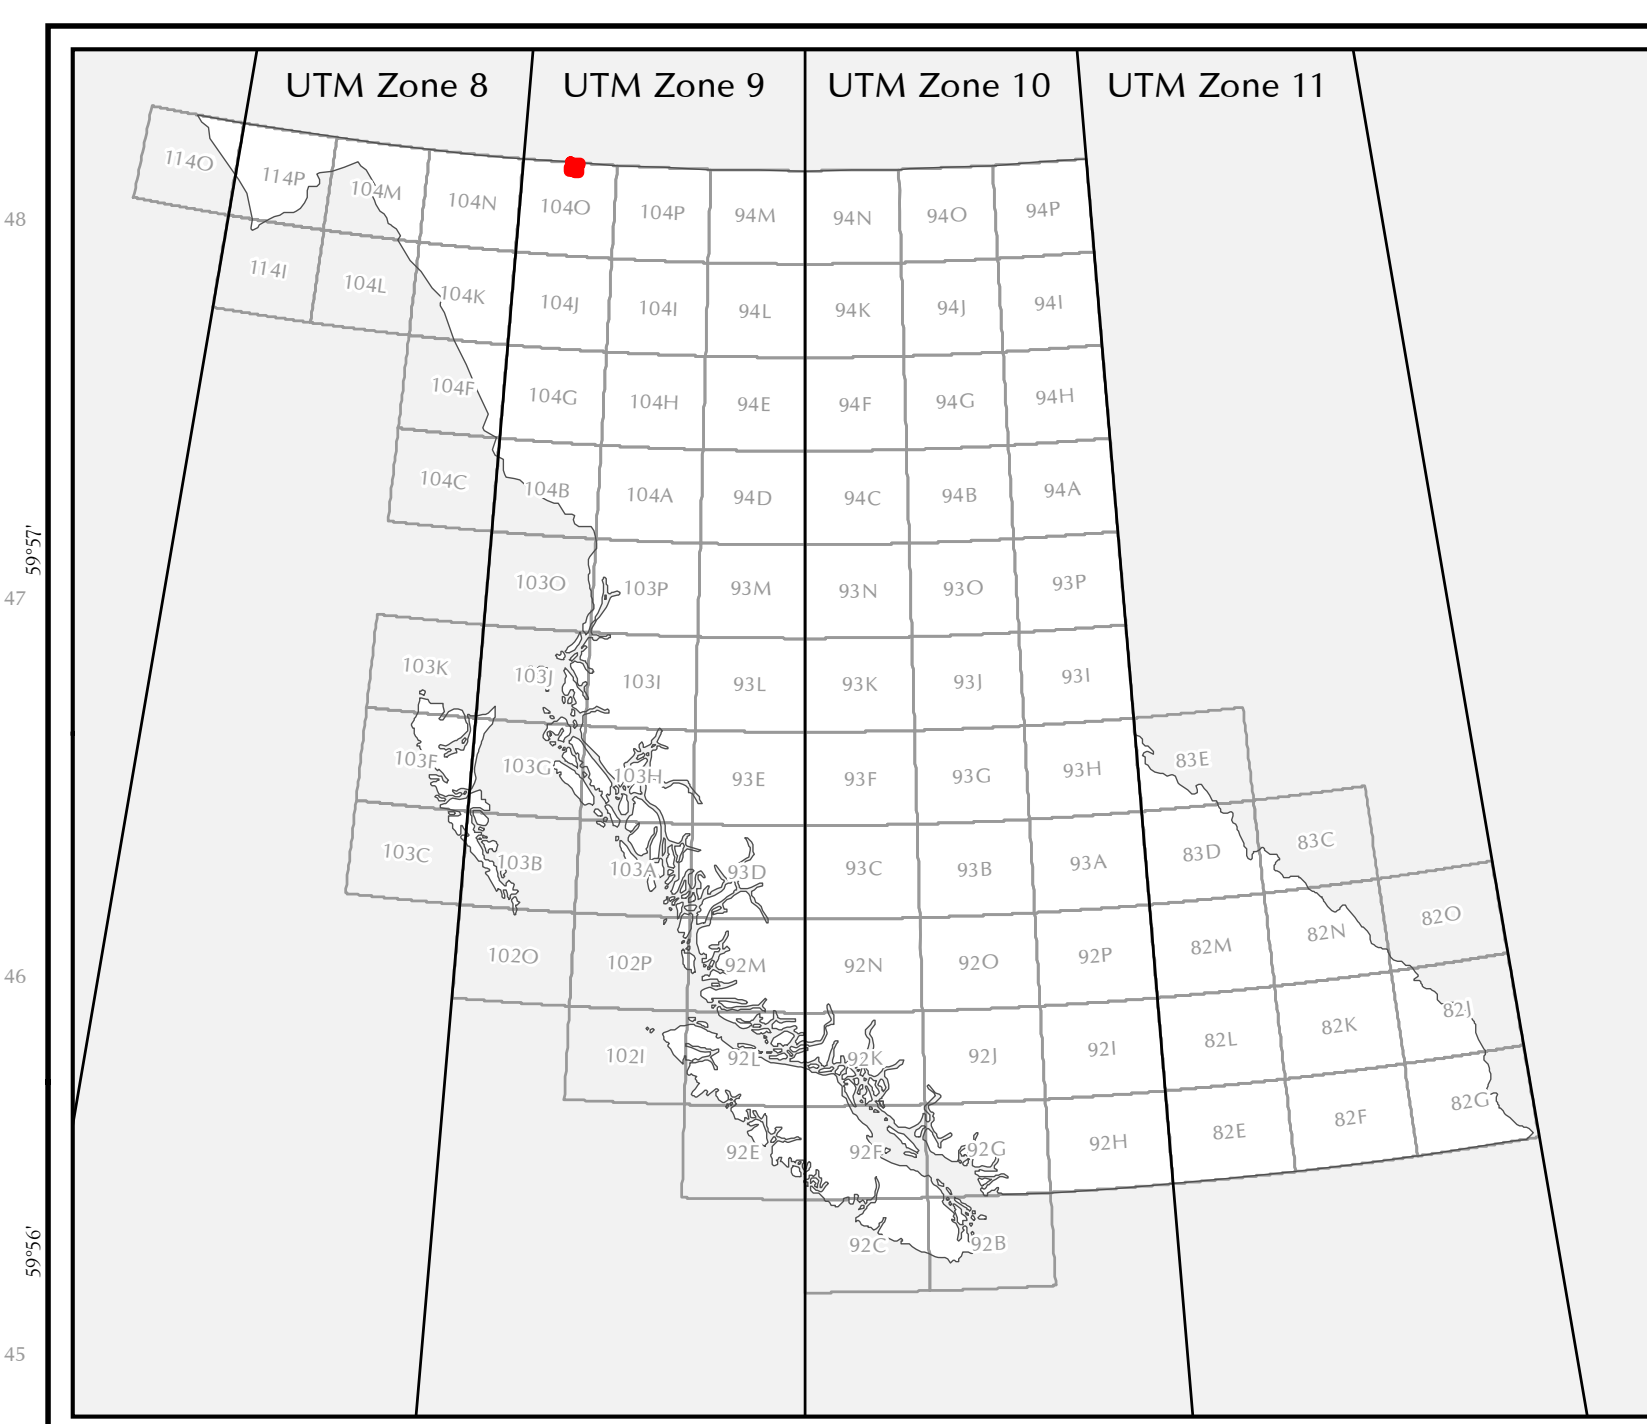 UTM Zone 8 UTM Zone 9 UTM Zone 10 UTM Zone 11
114O 114P 104M 104N 104O 104P 94M 94N 94O 94P
48
114I 104L 104K 104J 104I 94L 94K 94J 94I
104F 104G 104H 94E 94F 94G 94H
104C 104B 104A 94D 94C 94B 94A
59°57'
103O 103P 93M 93N 93O 93P
47
103K 103J 103I 93L 93K 93J 93I
103F 103G 103H 93E 93F 93G 93H 83E
103C 103B 103A 93D 93C 93B 93A 83D 83C
102O 102P 92M 92N 92O 92P 82M 82N 82O
46
102I 92L 92K 92J 92I 82L 82K 82J
92E 92F 92G 92H 82E 82F 82G
59°56'
92C 92B
45